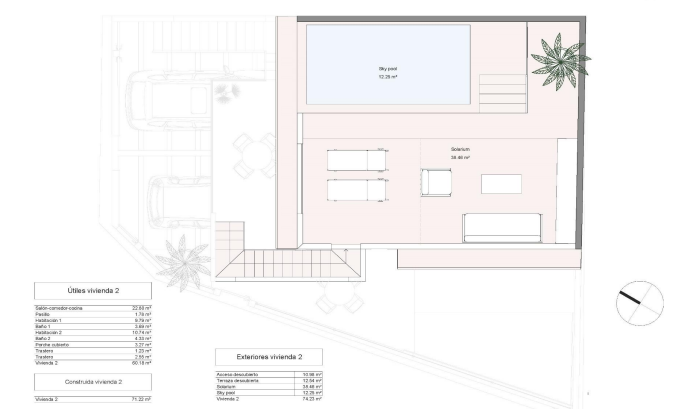 Sky pool
12.25 m²
Solarium
38.46 m²
Útiles vivienda 2
Salón-comedor-cocina 22.66 m²
Pasillo 1.78 m²
Habitación 1 9.79 m²
Baño 1 3.88 m²
Habitación 2 10.74 m²
Baño 2 4.33 m²
Porche cubierto 3.27 m²
Trastero 1.23 m²
Trastero 2.55 m²
Vivienda 2 60.18 m²
Construida vivienda 2
Vivienda 2 71.22 m²
Exteriores vivienda 2
Acceso descubierto 10.98 m²
Terraza descubierta 12.54 m²
Solarium 38.46 m²
Sky pool 12.25 m²
Vivienda 2 74.23 m²